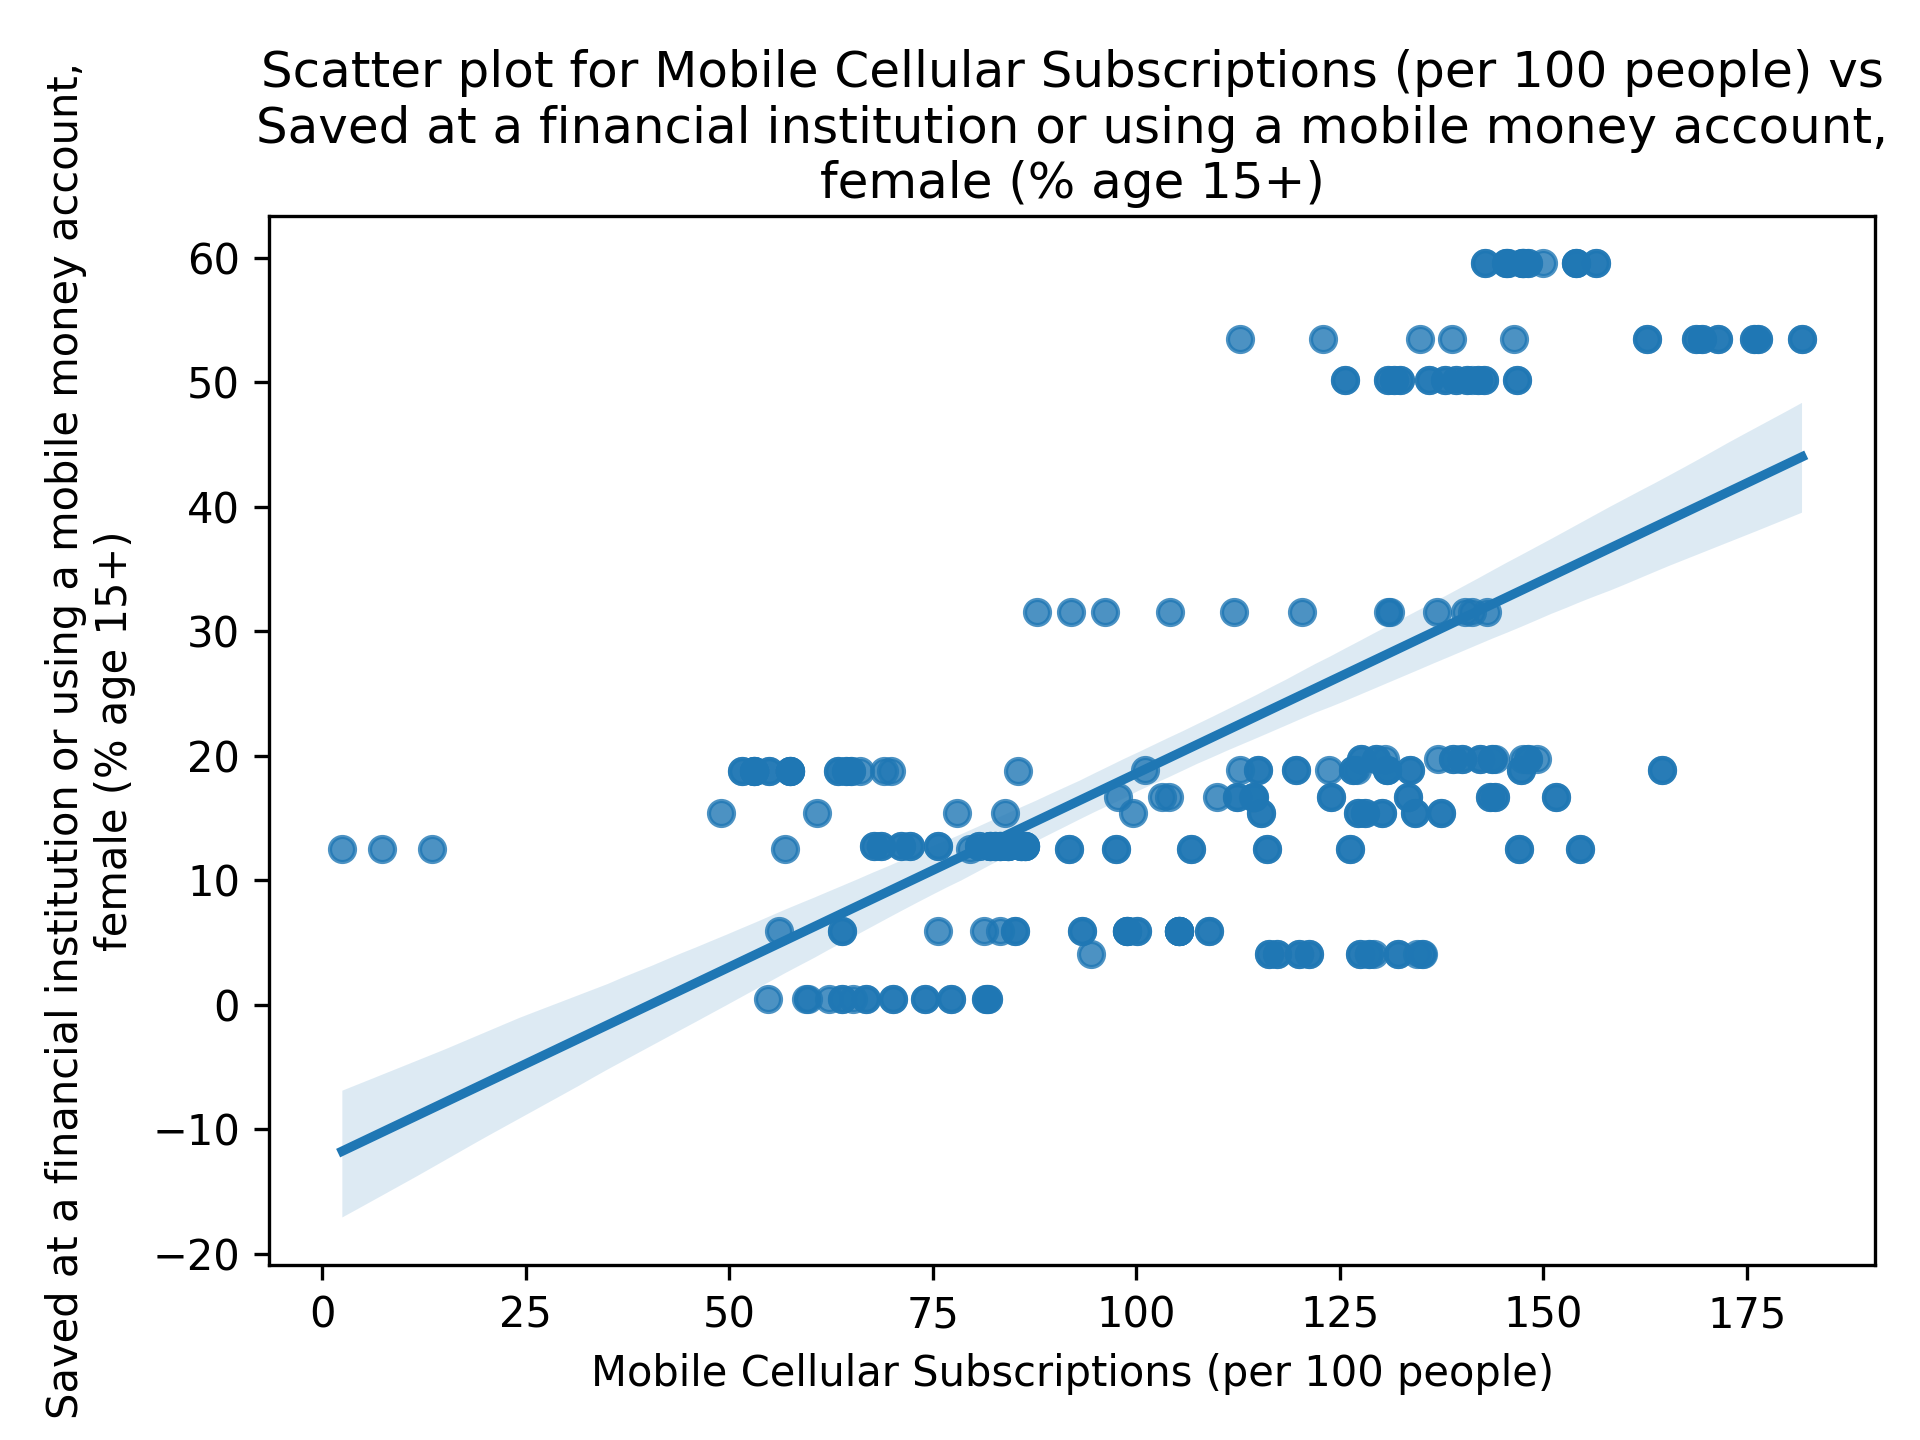 Scatter plot for Mobile Cellular Subscriptions (per 100 people) vs
Saved at a financial institution or using a mobile money account,
female (% age 15+)
Saved at a financial institution or using a mobile money account,
female (% age 15+)
60
50
40
30
20
10
0
−10
−20
0 25 50 75 100 125 150 175
Mobile Cellular Subscriptions (per 100 people)